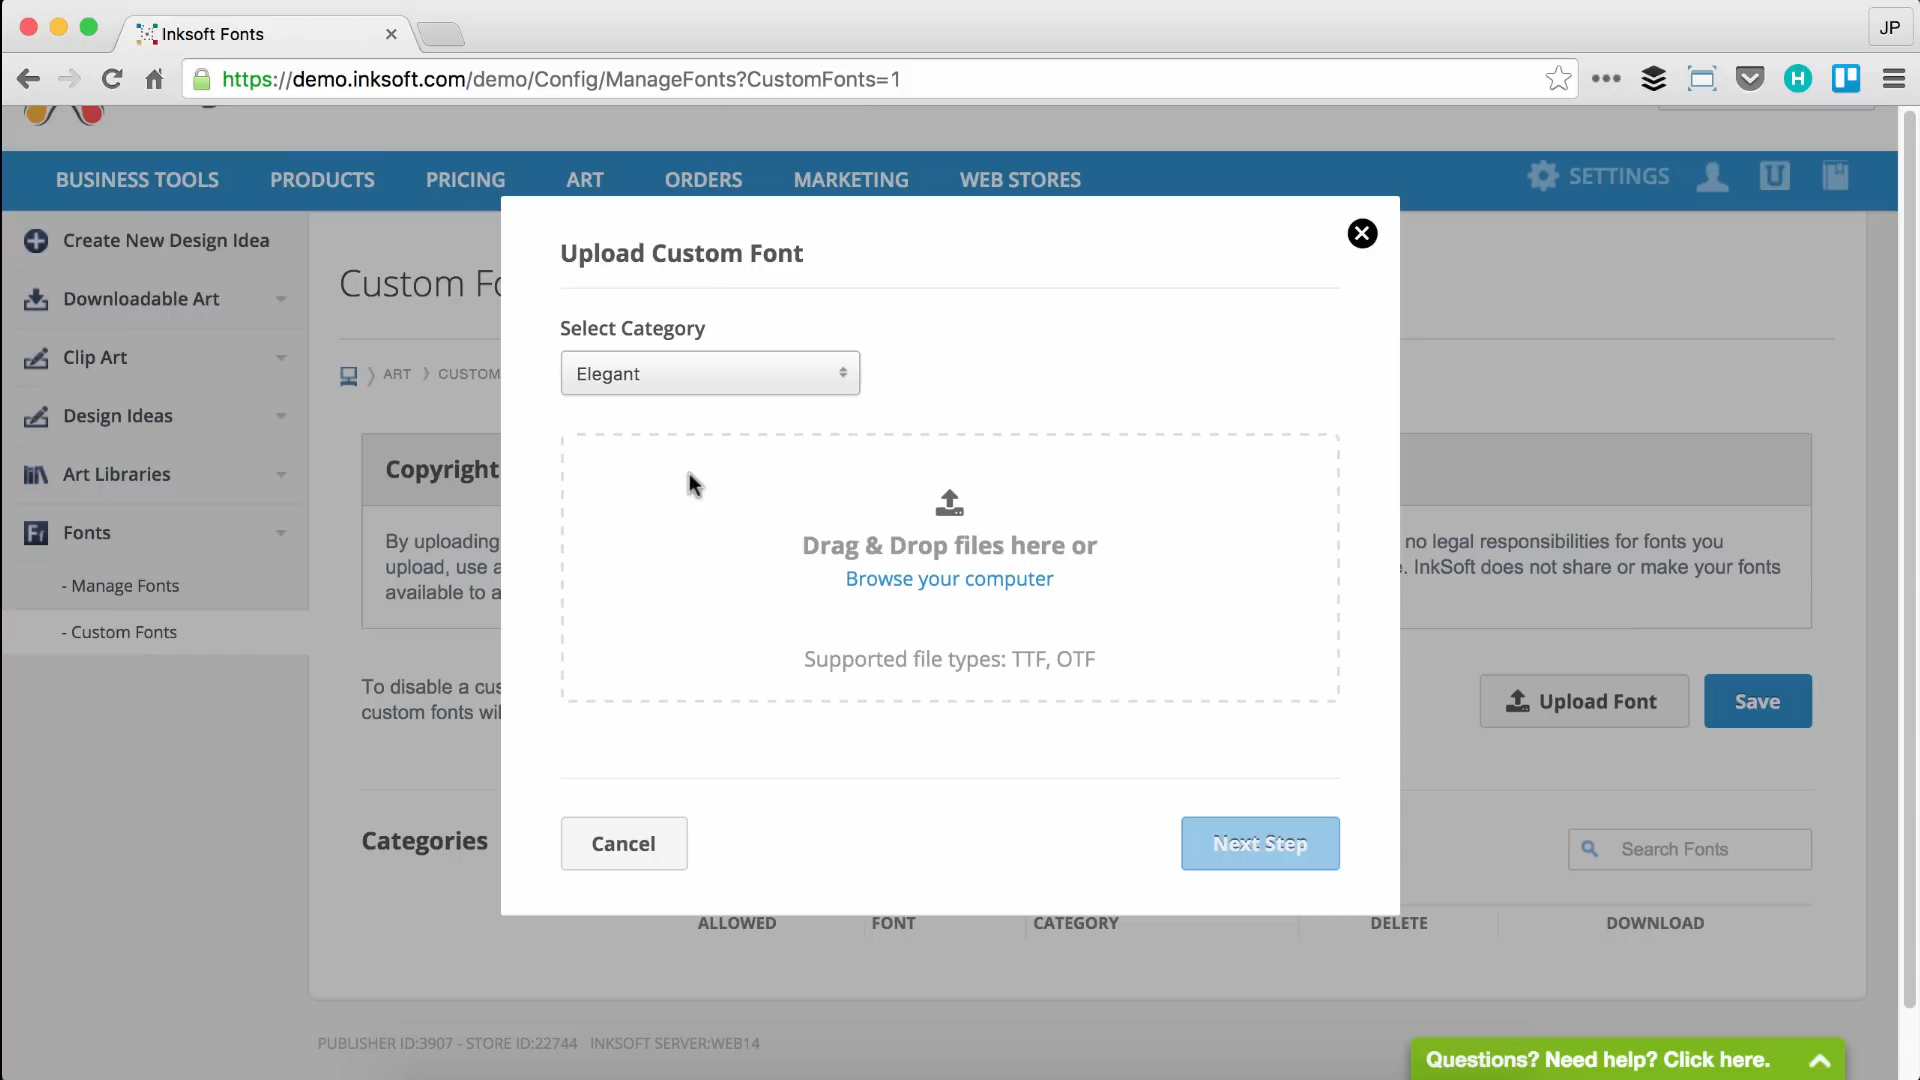 Inksoft Fonts
JP
https://demo.inksoft.com/demo/Config/ManageFonts?CustomFonts=1
H
BUSINESS TOOLS
PRODUCTS
PRICING
ART
ORDERS
MARKETING
WEB STORES
SETTINGS
U
Create New Design Idea
Downloadable Art
Clip Art
Design Ideas
Art Libraries
Fonts
- Manage Fonts
- Custom Fonts
Custom Fo
ART
CUSTOM
Copyright
By uploading
upload, use a
available to a
no legal responsibilities for fonts you
. InkSoft does not share or make your fonts
To disable a cus
custom fonts wil
Upload Font
Save
Upload Custom Font
Select Category
Elegant
Drag & Drop files here or
Browse your computer
Supported file types: TTF, OTF
Cancel
Next Step
Categories
Search Fonts
ALLOWED
FONT
CATEGORY
DELETE
DOWNLOAD
PUBLISHER ID:3907 - STORE ID:22744 INKSOFT SERVER:WEB14
Questions? Need help? Click here.